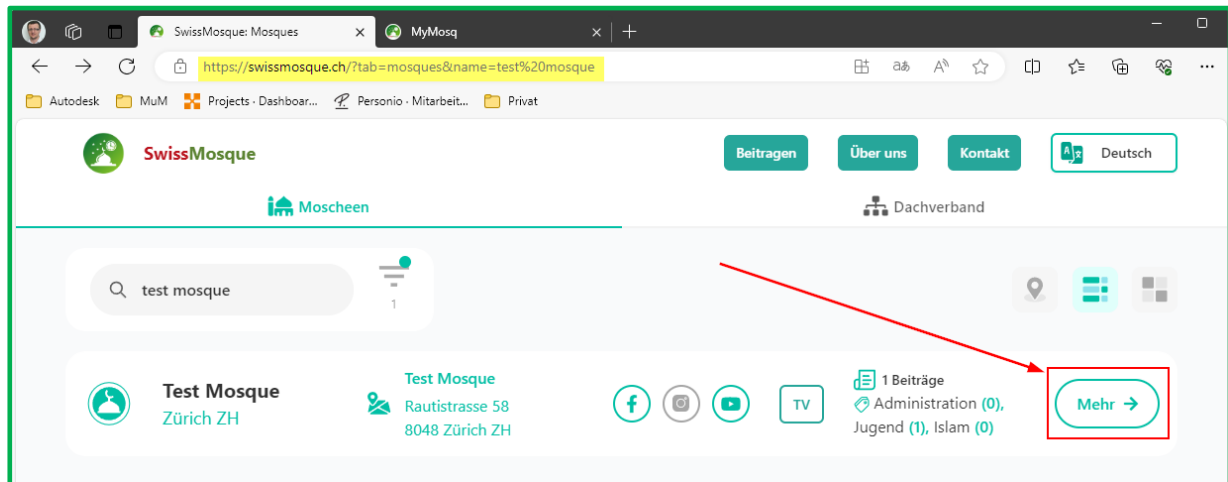 SwissMosque: Mosques
MyMosq
https://swissmosque.ch/?tab=mosques&name=test%20mosque
Autodesk
MuM
Projects · Dashboar...
Personio · Mitarbeit...
Privat
SwissMosque
Beitragen
Über uns
Kontakt
Deutsch
Moscheen
Dachverband
test mosque
1
Test Mosque
Zürich ZH
Test Mosque
Rautistrasse 58
8048 Zürich ZH
TV
1 Beiträge
Administration (0),
Jugend (1), Islam (0)
Mehr →